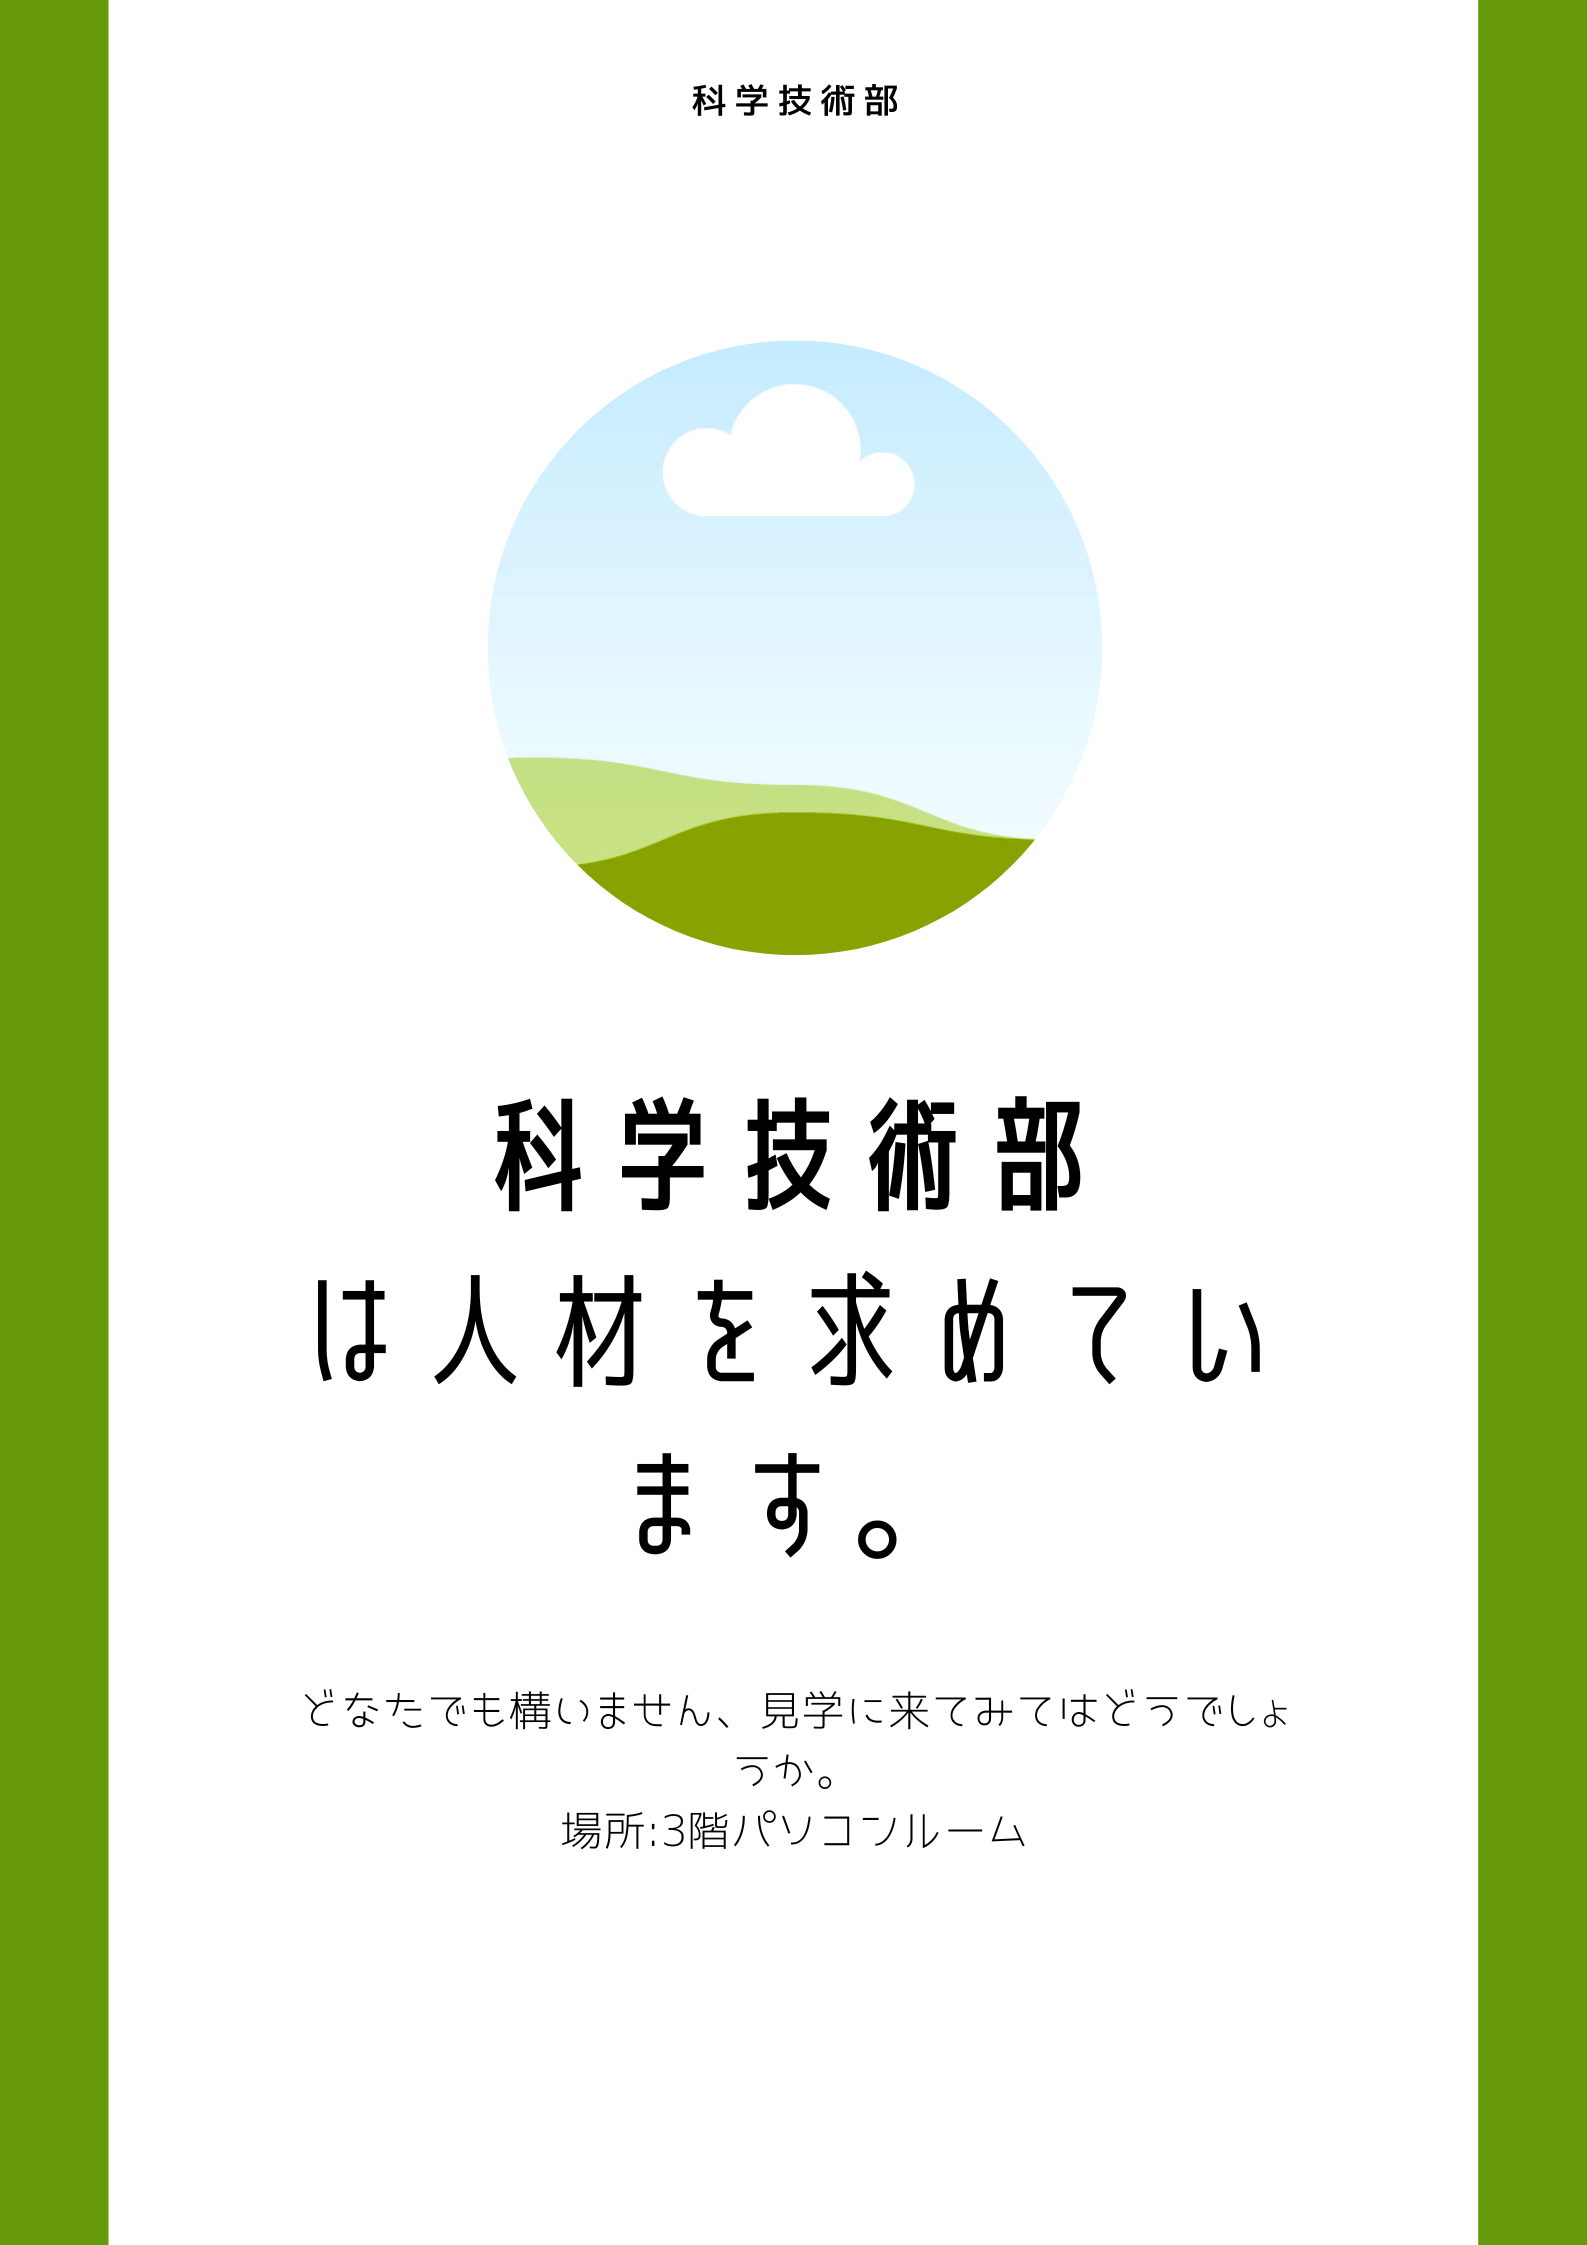 科学技術部
科学技術部
は人材を求めてい
ます。
どなたでも構いません、見学に来てみてはどうでしょ
うか。
場所:3階パソコンルーム